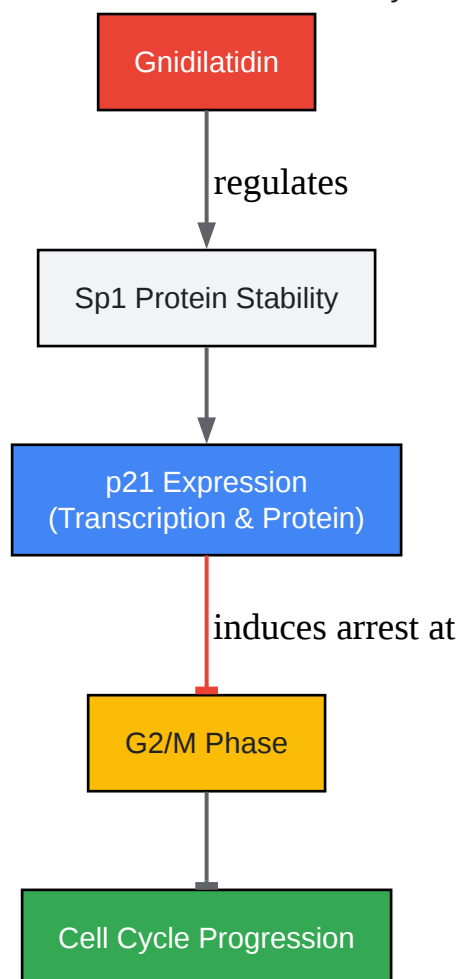 Gnidilatidin
regulates
Sp1 Protein Stability
p21 Expression
(Transcription & Protein)
induces arrest at
G2/M Phase
Cell Cycle Progression